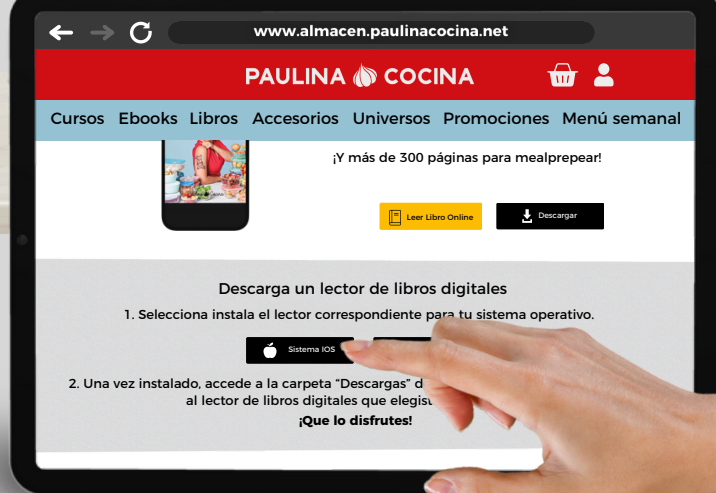 www.almacen.paulinacocina.net
PAULINA COCINA
Cursos Ebooks Libros Accesorios Universos Promociones Menú semanal
¡Y más de 300 páginas para mealprepear!
Leer Libro Online
Descargar
Descarga un lector de libros digitales
1. Selecciona instala el lector correspondiente para tu sistema operativo.
Sistema IOS
2. Una vez instalado, accede a la carpeta “Descargas” d
al lector de libros digitales que elegist
¡Que lo disfrutes!